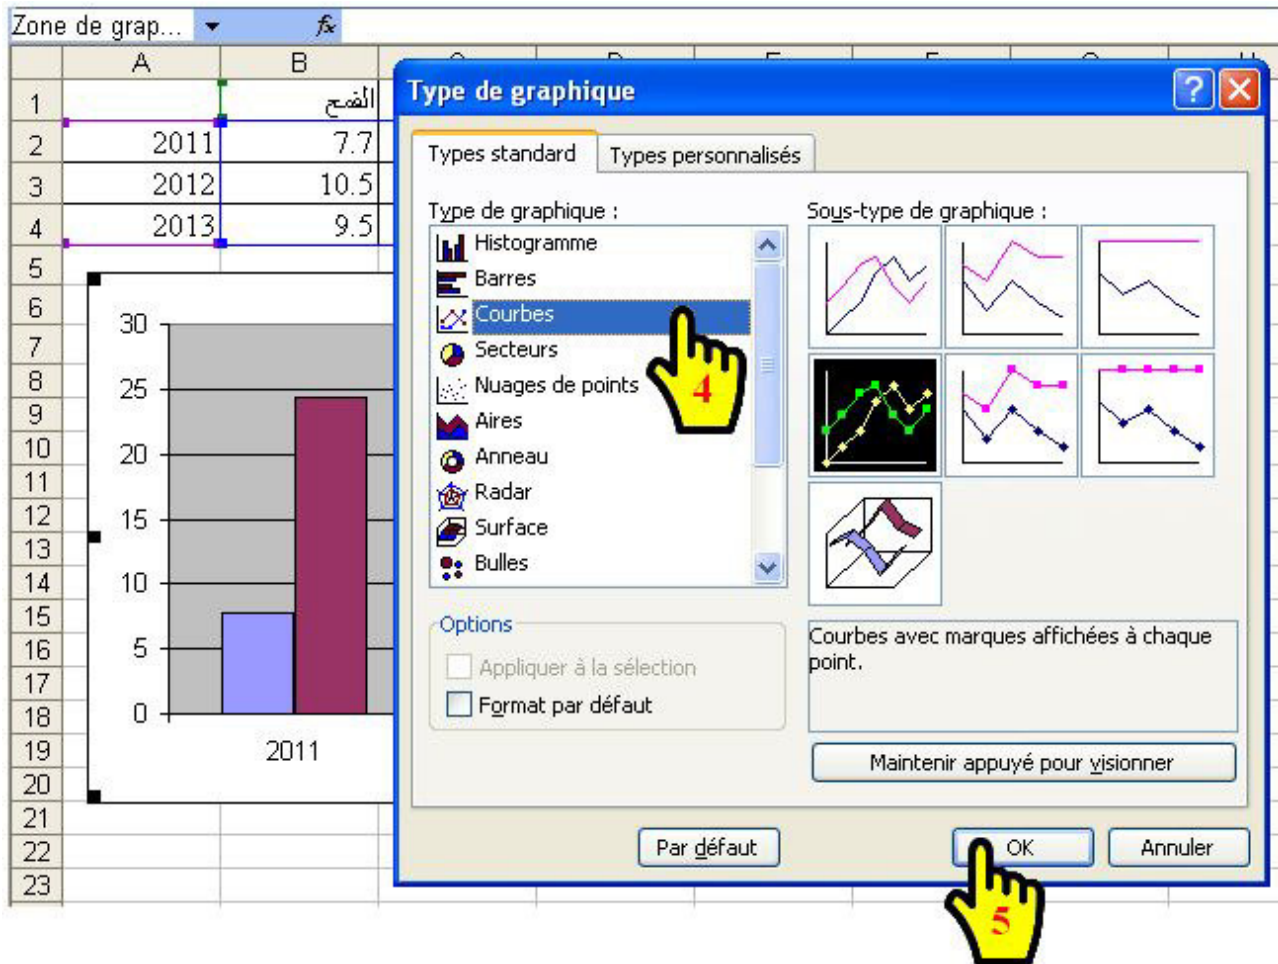 Zone de grap... fx
A B
1 القمح
2 2011 7.7
3 2012 10.5
4 2013 9.5
5
6
7
8
9
10
11
12
13
14
15
16
17
18
19
20
21
22
23
30
25
20
15
10
5
0
2011
Type de graphique
Types standard Types personnalisés
Type de graphique :
Histogramme
Barres
Courbes
Secteurs
Nuages de points
Aires
Anneau
Radar
Surface
Bulles
4
Sous-type de graphique :
Options
Appliquer à la sélection
Format par défaut
Courbes avec marques affichées à chaque
point.
Maintenir appuyé pour visionner
Par défaut OK Annuler
5